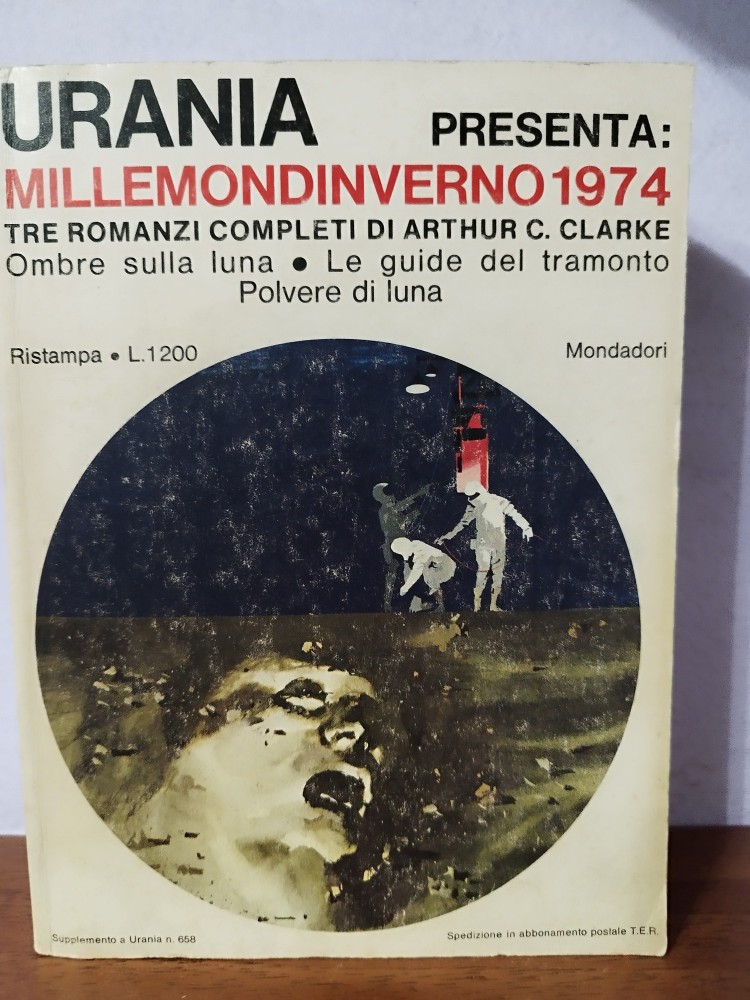 URANIA PRESENTA:
MILLEMONDINVERNO1974
TRE ROMANZI COMPLETI DI ARTHUR C. CLARKE
Ombre sulla luna • Le guide del tramonto
Polvere di luna
Ristampa • L.1200 Mondadori
Supplemento a Urania n. 658 Spedizione in abbonamento postale T.E.R.